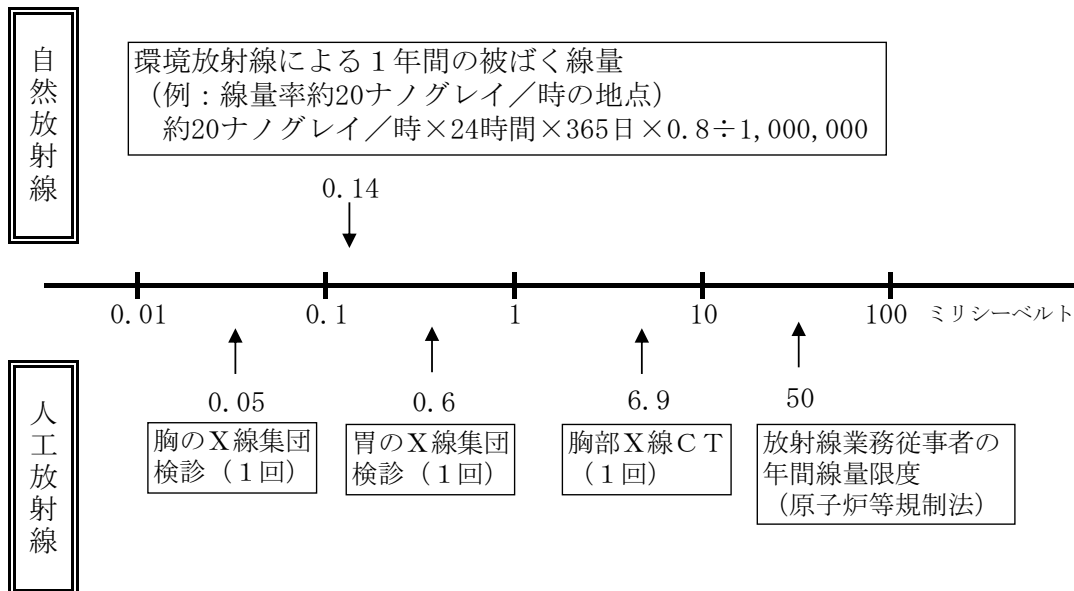 自然放射線
環境放射線による１年間の被ばく線量
（例：線量率約20ナノグレイ／時の地点）
約20ナノグレイ／時×24時間×365日×0.8÷1,000,000
0.14
0.01
0.1
1
10
100
ミリシーベルト
人工放射線
0.05
胸のＸ線集団
検診（１回）
0.6
胃のＸ線集団
検診（１回）
6.9
胸部Ｘ線ＣＴ
（１回）
50
放射線業務従事者の
年間線量限度
（原子炉等規制法）